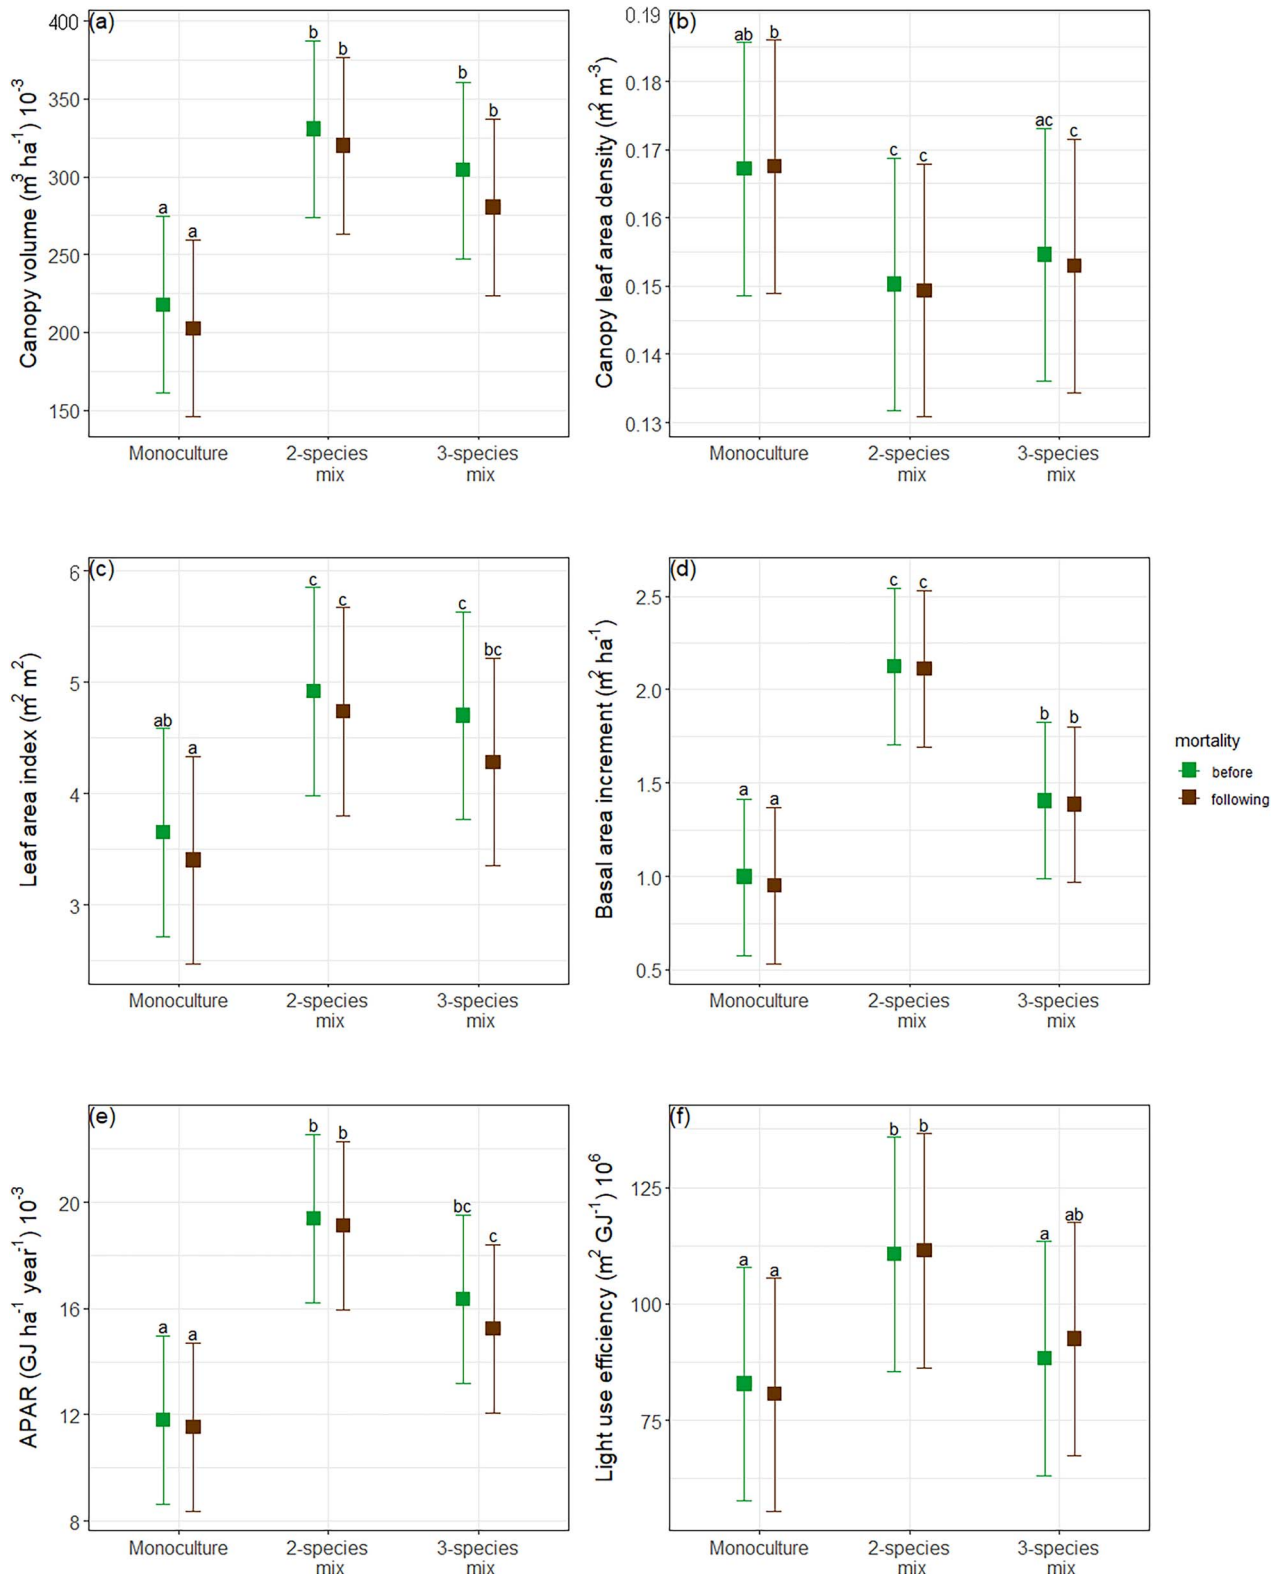 (a)
Canopy volume (m³ ha⁻¹) 10⁻³
400
350
300
250
200
150
a
a
b
b
b
b
Monoculture
2-species
mix
3-species
mix
(b)
Canopy leaf area density (m² m⁻³)
0.19
0.18
0.17
0.16
0.15
0.14
0.13
ab
b
c
c
ac
c
Monoculture
2-species
mix
3-species
mix
(c)
Leaf area index (m² m²)
6
5
4
3
ab
a
c
c
c
bc
Monoculture
2-species
mix
3-species
mix
(d)
Basal area increment (m² ha⁻¹)
2.5
2.0
1.5
1.0
0.5
a
a
c
c
b
b
Monoculture
2-species
mix
3-species
mix
mortality
before
following
(e)
APAR (GJ ha⁻¹ year⁻¹) 10⁻³
20
16
12
8
a
a
b
b
bc
c
Monoculture
2-species
mix
3-species
mix
(f)
Light use efficiency (m² GJ⁻¹) 10⁶
125
100
75
a
a
b
b
a
ab
Monoculture
2-species
mix
3-species
mix